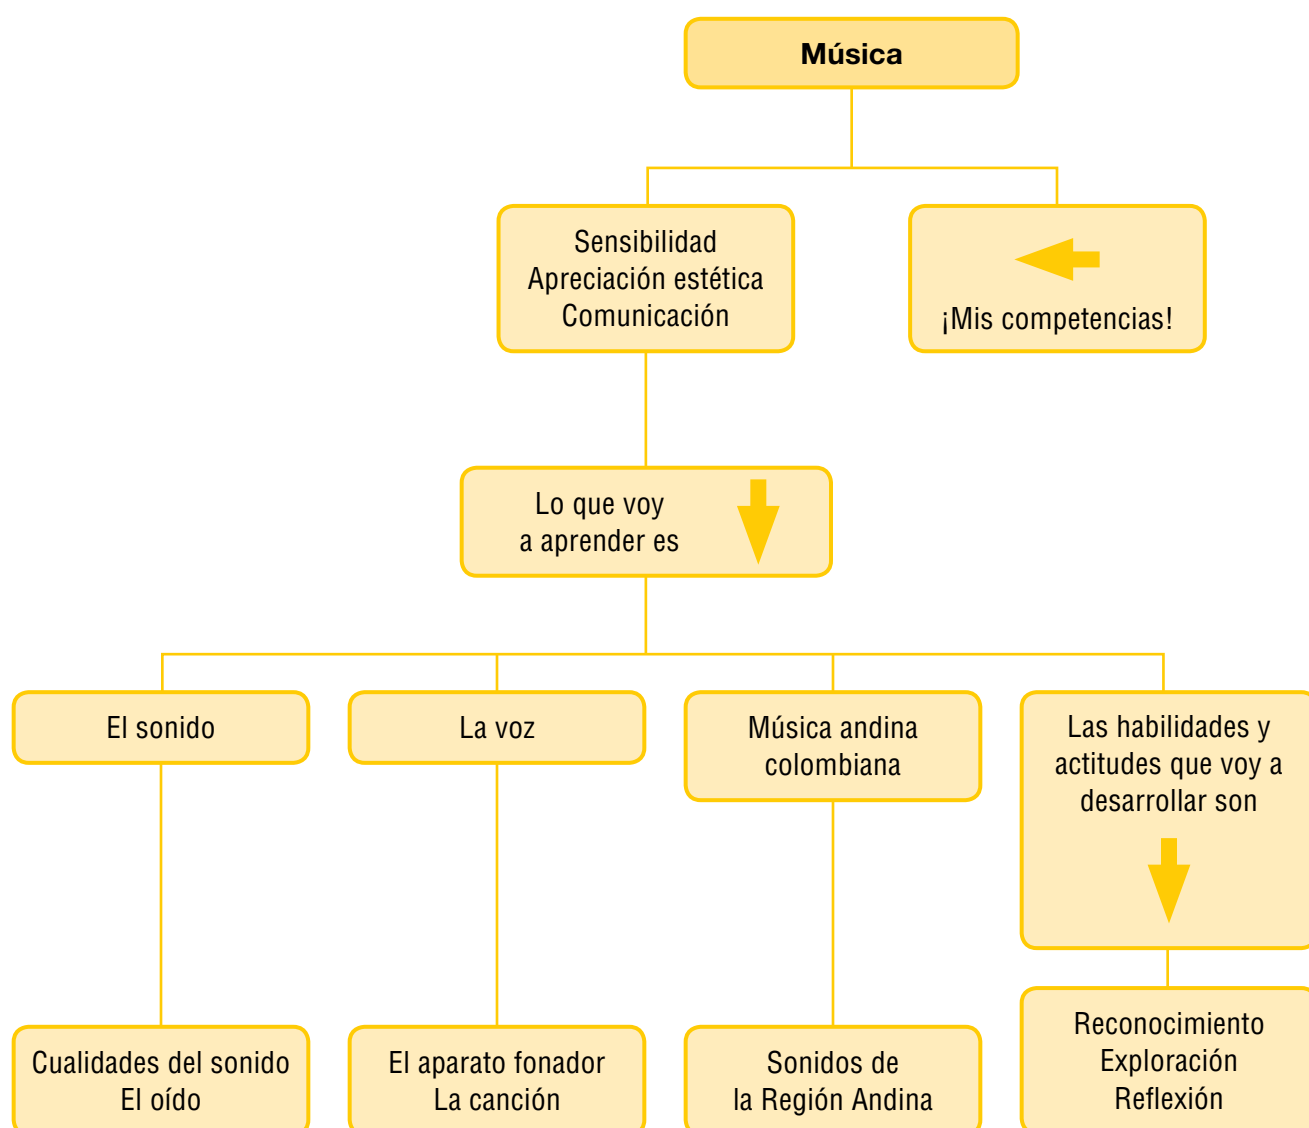 Música
Sensibilidad
Apreciación estética
Comunicación
¡Mis competencias!
Lo que voy
a aprender es
El sonido
La voz
Música andina
colombiana
Las habilidades y
actitudes que voy a
desarrollar son
Cualidades del sonido
El oído
El aparato fonador
La canción
Sonidos de
la Región Andina
Reconocimiento
Exploración
Reflexión